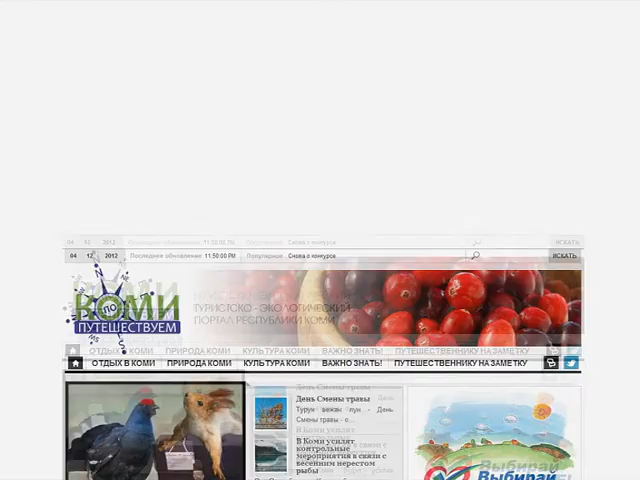 04 12 2012 Последнее обновление 11:50:00 PM Популярное Снова о конкурсе ИСКАТЬ
ПО КОМИ
ПУТЕШЕСТВУЕМ
ТУРИСТСКО - ЭКОЛОГИЧЕСКИЙ
ПОРТАЛ РЕСПУБЛИКИ КОМИ
ОТДЫХ В КОМИ ПРИРОДА КОМИ КУЛЬТУРА КОМИ ВАЖНО ЗНАТЬ! ПУТЕШЕСТВЕННИКУ НА ЗАМЕТКУ
День Смены травы
Турун вежан лун - День
Смены травы - с...
В Коми усилят
контрольные
мероприятия в связи с
весенним нерестом
рыбы
Выбирай